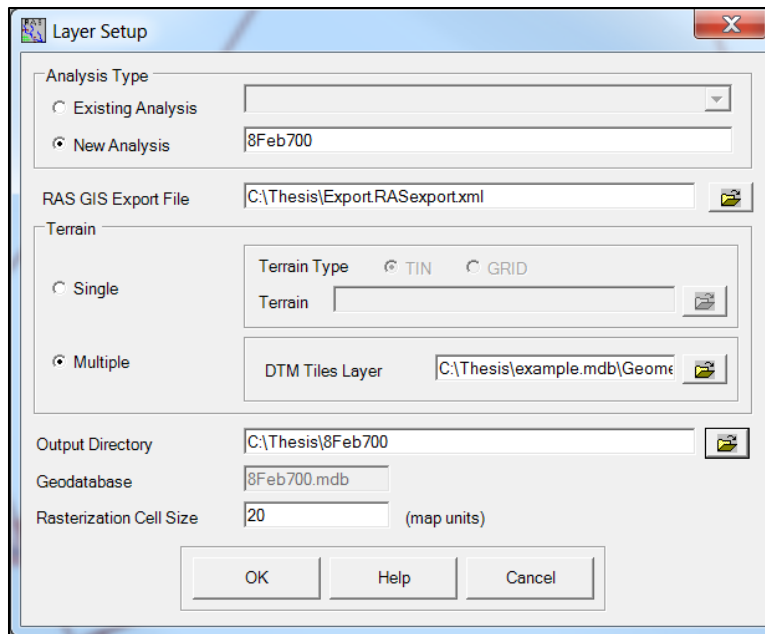 RAS
Layer Setup
Analysis Type
Existing Analysis
New Analysis
8Feb700
RAS GIS Export File
C:\Thesis\Export.RASexport.xml
Terrain
Single
Terrain Type
TIN
GRID
Terrain
Multiple
DTM Tiles Layer
C:\Thesis\example.mdb\Geome
Output Directory
C:\Thesis\8Feb700
Geodatabase
8Feb700.mdb
Rasterization Cell Size
20
(map units)
OK
Help
Cancel